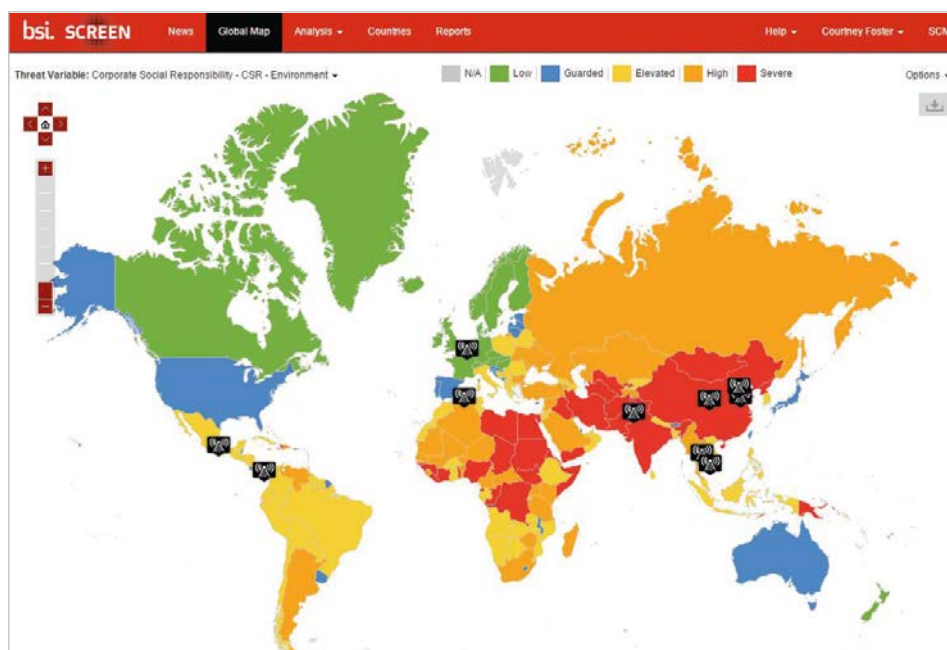 bsi. SCREEN News Global Map Analysis Countries Reports Help Courtney Foster SCM
Threat Variable: Corporate Social Responsibility - CSR - Environment N/A Low Guarded Elevated High Severe Options